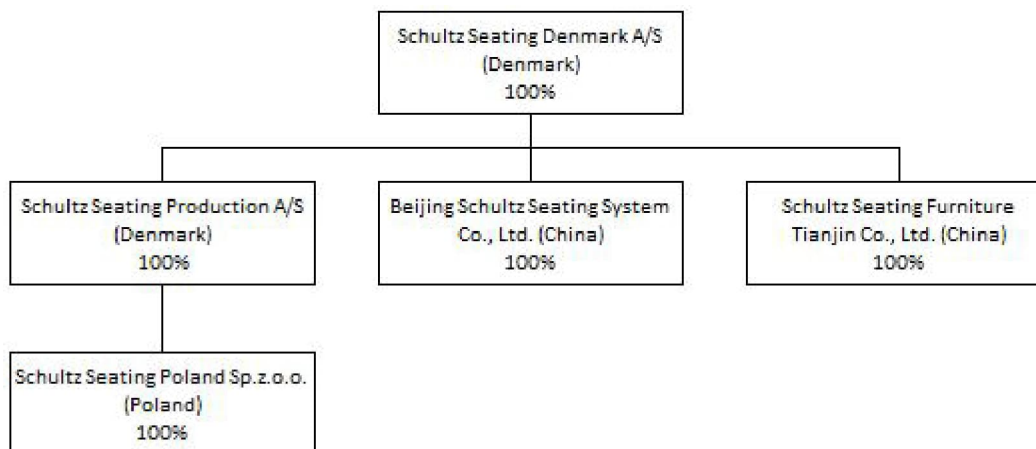 Schultz Seating Denmark A/S
(Denmark)
100%
Schultz Seating Production A/S
(Denmark)
100%
Beijing Schultz Seating System
Co., Ltd. (China)
100%
Schultz Seating Furniture
Tianjin Co., Ltd. (China)
100%
Schultz Seating Poland Sp.z.o.o.
(Poland)
100%